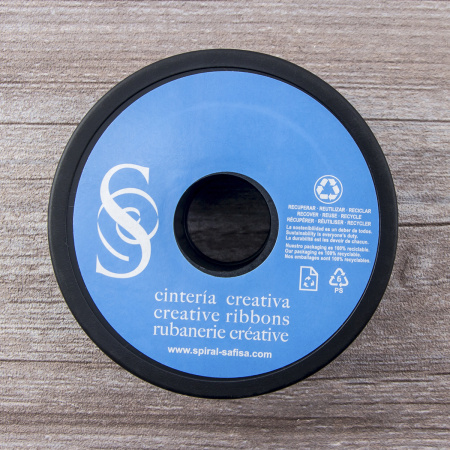 S
RECUPERAR - REUTILIZAR - RECICLAR
RECOVER - REUSE - RECYCLE
RÉCUPÉRER - RÉUTILISER - RECYCLER
La sostenibilidad es un deber de todos.
Sustainability is everyone's duty.
La durabilité est les devoir de chacun.
Nuestro packaging es 100% reciclable.
Our packaging is 100% recyclable.
Nos emballages sont 100% recyclables.
6
PS
cintería creativa
creative ribbons
rubanerie créative
www.spiral-safisa.com